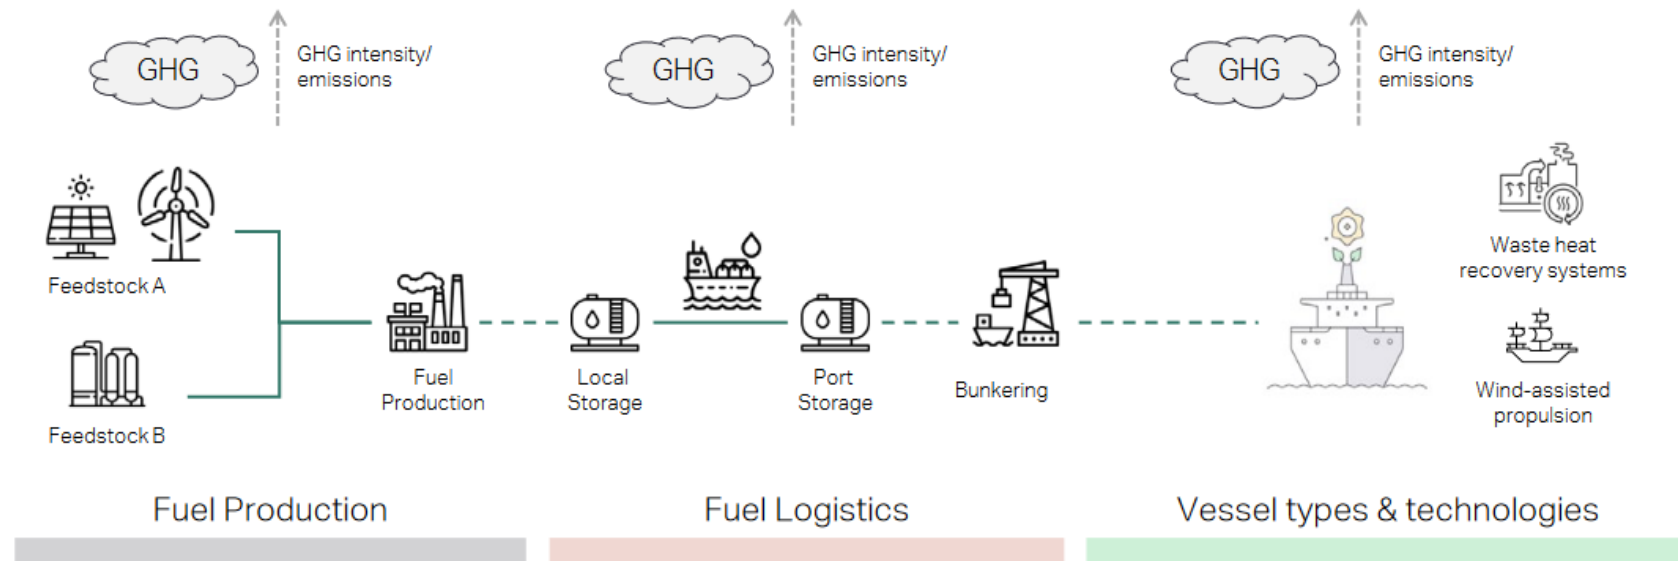 GHG
GHG intensity/
emissions
GHG
GHG intensity/
emissions
GHG
GHG intensity/
emissions
Feedstock A
Feedstock B
Fuel
Production
Local
Storage
Port
Storage
Bunkering
Waste heat
recovery systems
Wind-assisted
propulsion
Fuel Production
Fuel Logistics
Vessel types & technologies